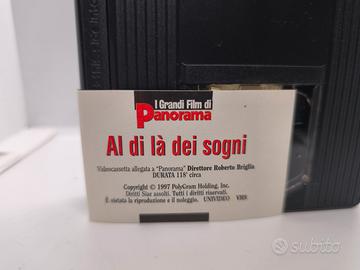 I Grandi Film di
Panorama
Al di là dei sogni
Videocassetta allegata a "Panorama" Direttore Roberto Briglia
DURATA 118' circa
Copyright © 1997 PolyGram Holding, Inc.
Diritti Siae assolti. Tutti i diritti riservati.
È vietata la riproduzione e il noleggio. UNIVIDEO VHS
subito